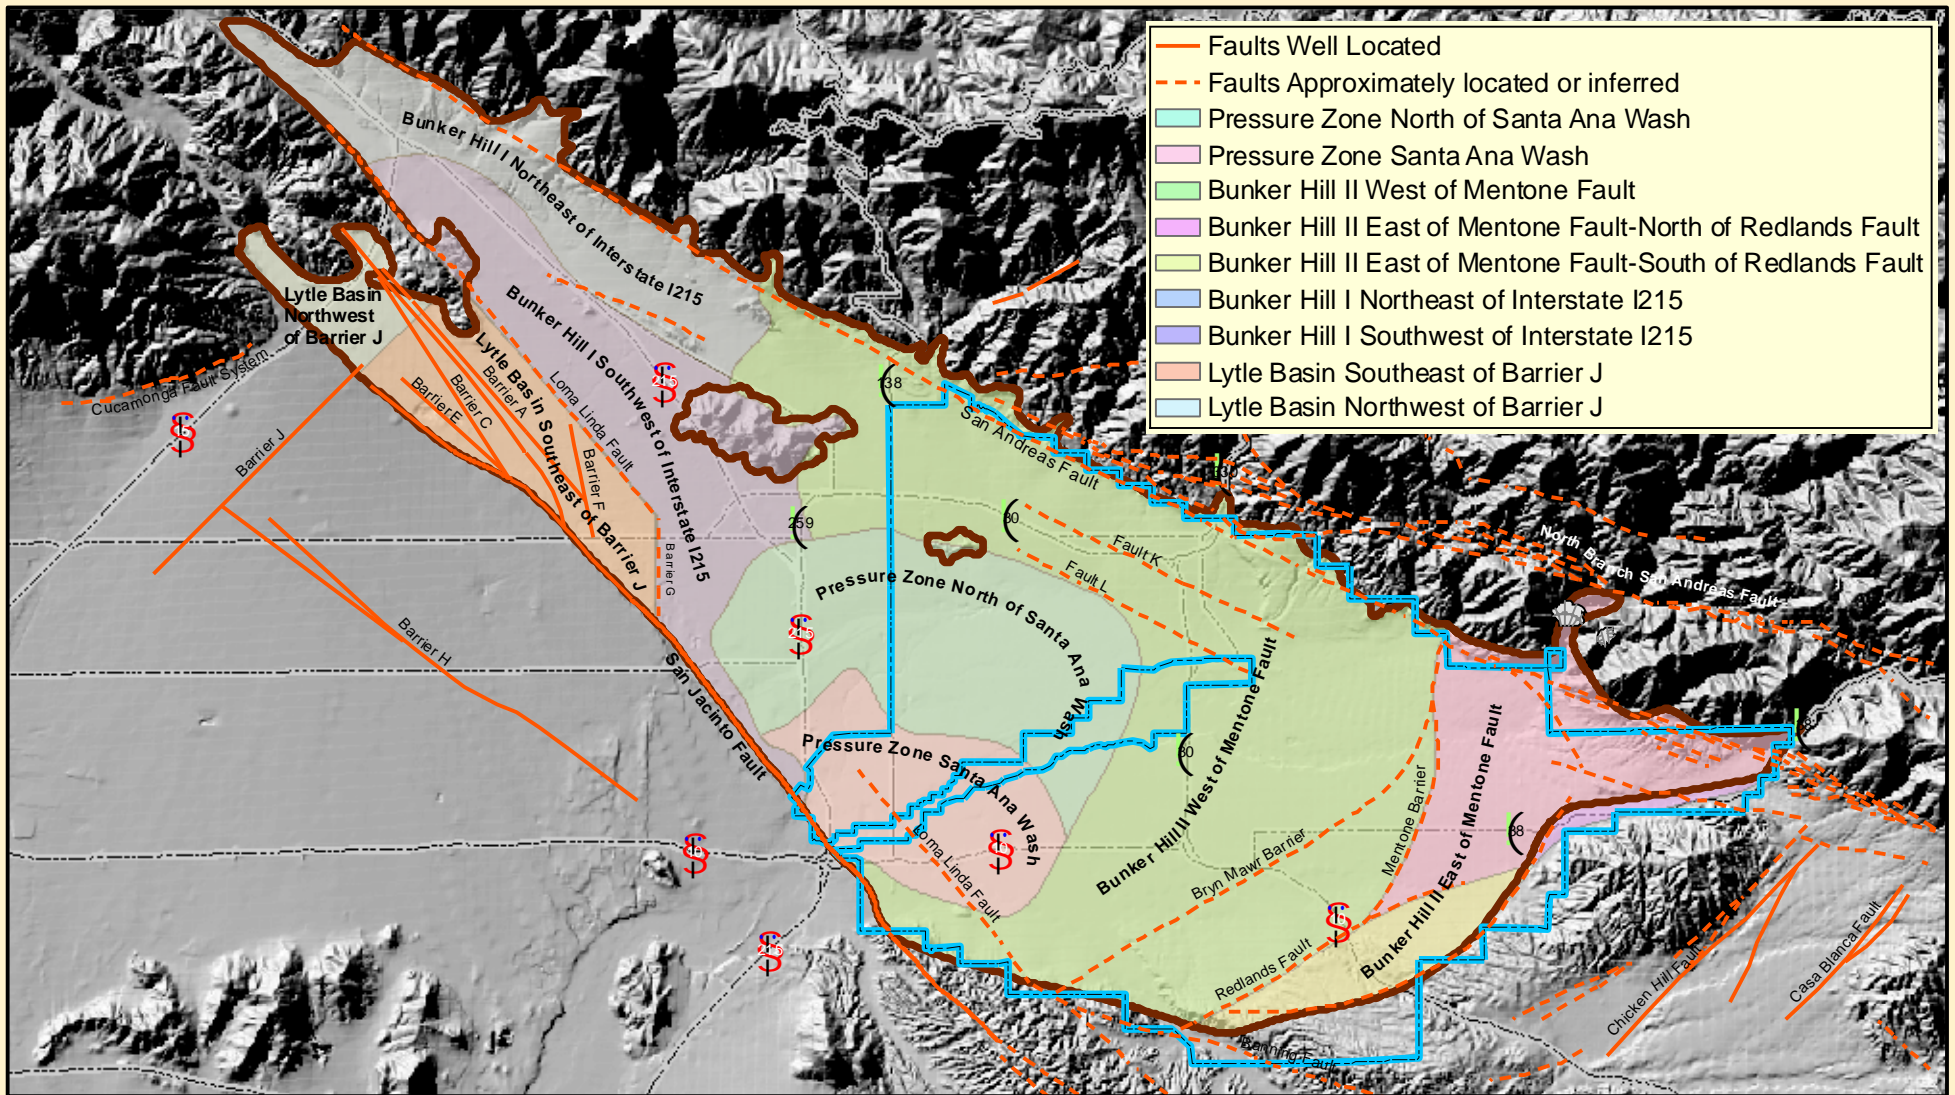 Faults Well Located
Faults Approximately located or inferred
Pressure Zone North of Santa Ana Wash
Pressure Zone Santa Ana Wash
Bunker Hill II West of Mentone Fault
Bunker Hill II East of Mentone Fault-North of Redlands Fault
Bunker Hill II East of Mentone Fault-South of Redlands Fault
Bunker Hill I Northeast of Interstate I215
Bunker Hill I Southwest of Interstate I215
Lytle Basin Southeast of Barrier J
Lytle Basin Northwest of Barrier J
Bunker Hill I Northeast of Interstate I215
Bunker Hill I Southwest of Interstate I215
Lytle Basin
Northwest
of Barrier J
Lytle Basin Southeast of Barrier J
Cucamonga Fault System
Barrier J
Barrier E
Barrier C
Barrier A
Loma Linda Fault
Barrier F
Barrier G
Barrier H
San Jacinto Fault
215
138
San Andreas Fault
259
30
Fault K
Fault L
North Branch San Andreas Fault
Pressure Zone North of Santa Ana Wash
Pressure Zone Santa Ana Wash
Loma Linda Fault
30
Bunker Hill II West of Mentone Fault
Bryn Mawr Barrier
Mentone Barrier
Bunker Hill II East of Mentone Fault
38
Redlands Fault
Banning Fault
Chicken Hill Fault
Casa Blanca Fault
215